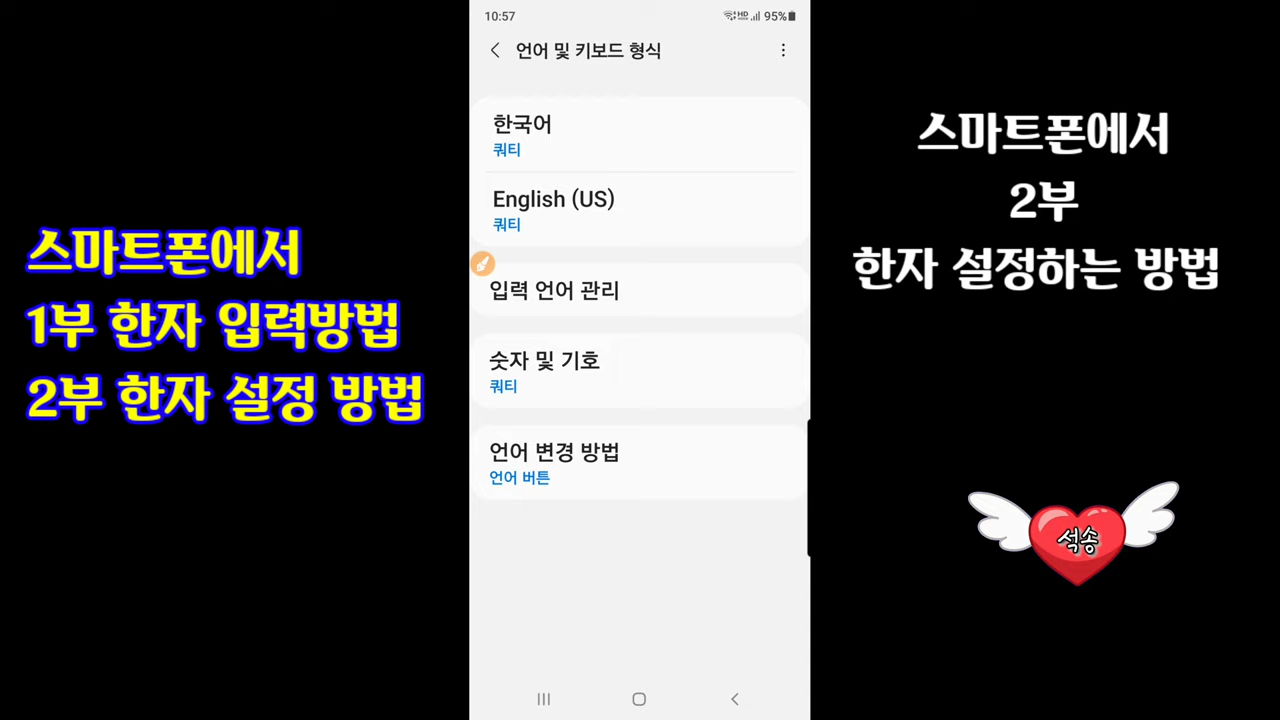 스마트폰에서
1부 한자 입력방법
2부 한자 설정 방법
10:57
HD 95%
언어 및 키보드 형식
한국어
쿼티
English (US)
쿼티
입력 언어 관리
숫자 및 기호
쿼티
언어 변경 방법
언어 버튼
스마트폰에서
2부
한자 설정하는 방법
석송